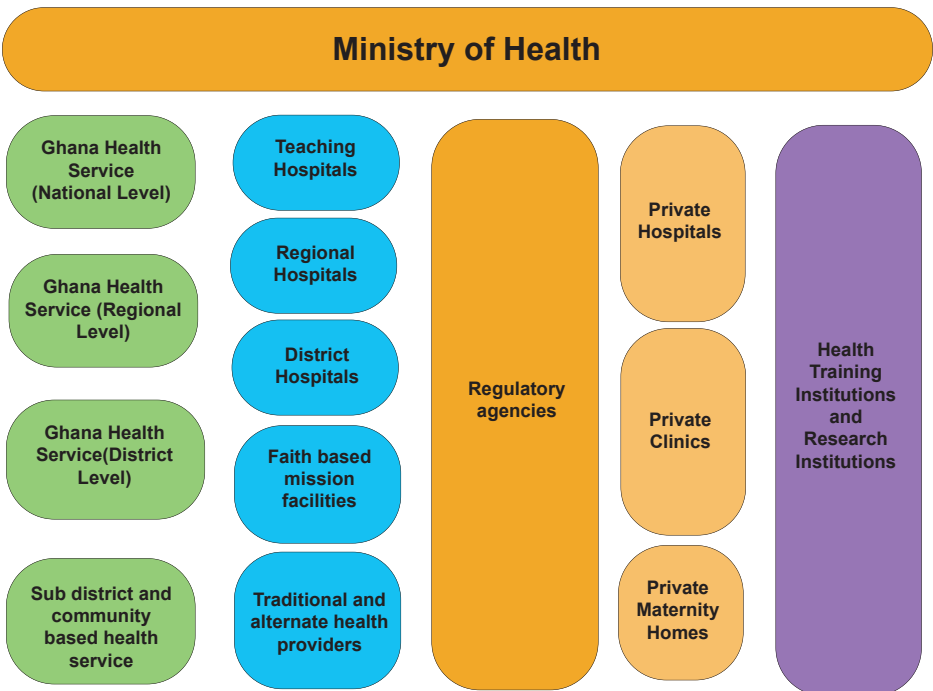 Ministry of Health
Ghana Health
Service
(National Level)
Ghana Health
Service (Regional
Level)
Ghana Health
Service(District
Level)
Sub district and
community
based health
service
Teaching
Hospitals
Regional
Hospitals
District
Hospitals
Faith based
mission
facilities
Traditional and
alternate health
providers
Regulatory
agencies
Private
Hospitals
Private
Clinics
Private
Maternity
Homes
Health
Training
Institutions
and
Research
Institutions